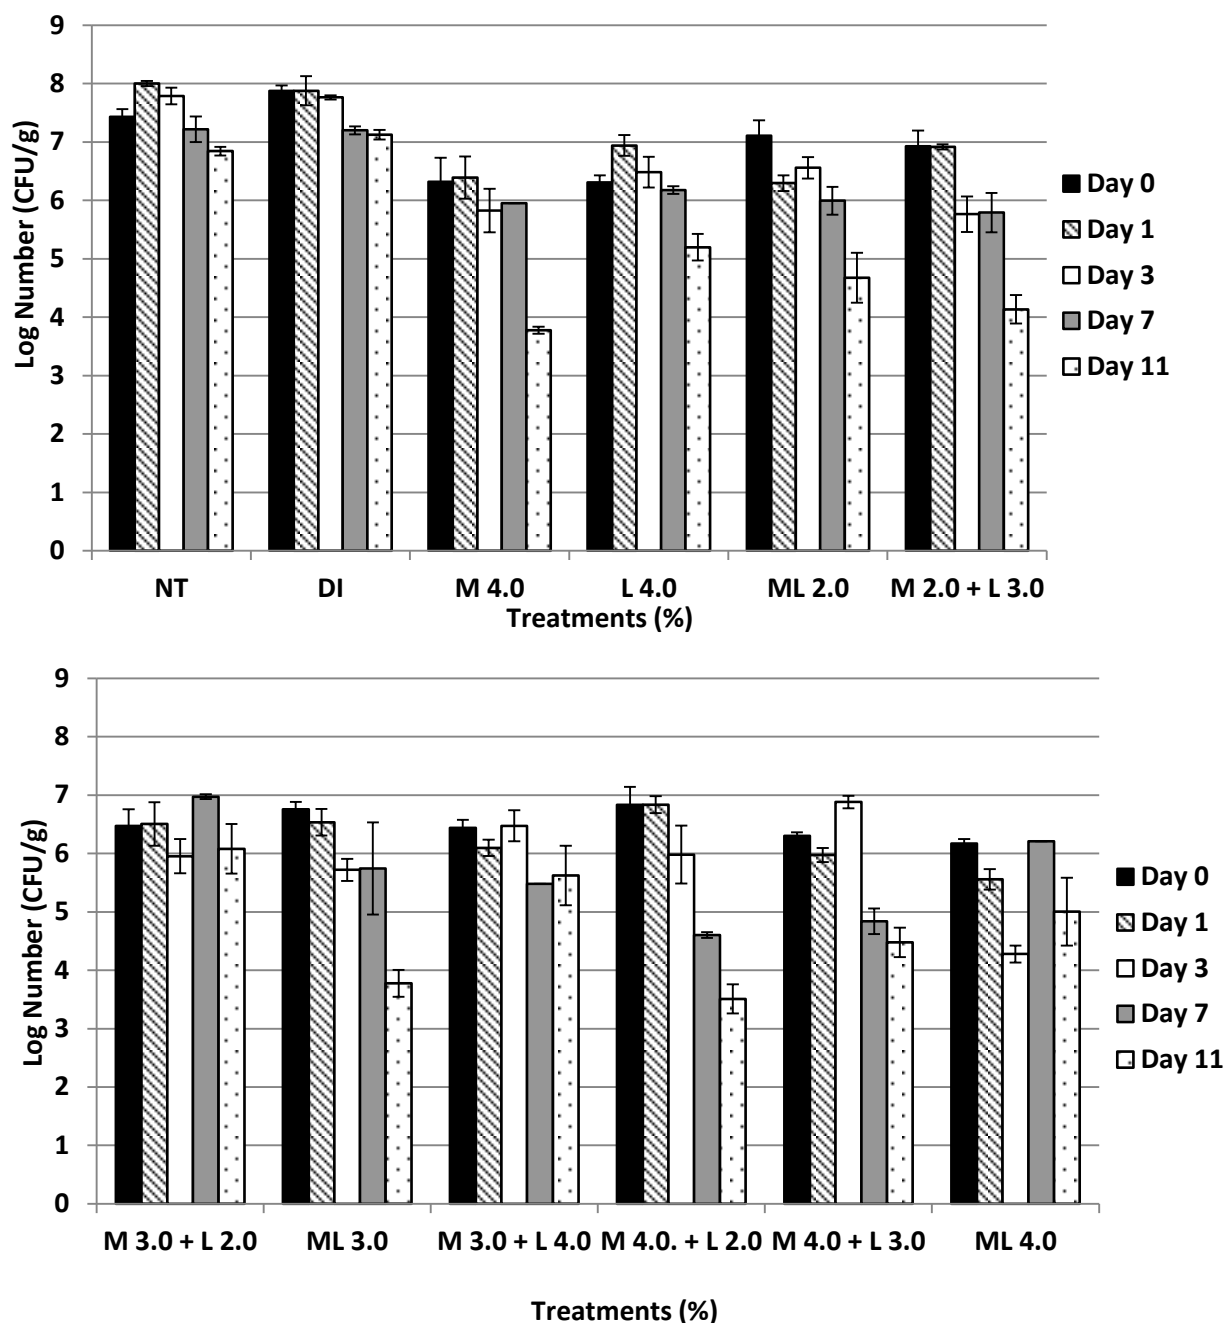 9
8
7
6
5
4
3
2
1
0
Log Number (CFU/g)
NT DI M 4.0 L 4.0 ML 2.0 M 2.0 + L 3.0
Treatments (%)
Day 0
Day 1
Day 3
Day 7
Day 11
9
8
7
6
5
4
3
2
1
0
Log Number (CFU/g)
M 3.0 + L 2.0 ML 3.0 M 3.0 + L 4.0 M 4.0. + L 2.0 M 4.0 + L 3.0 ML 4.0
Treatments (%)
Day 0
Day 1
Day 3
Day 7
Day 11